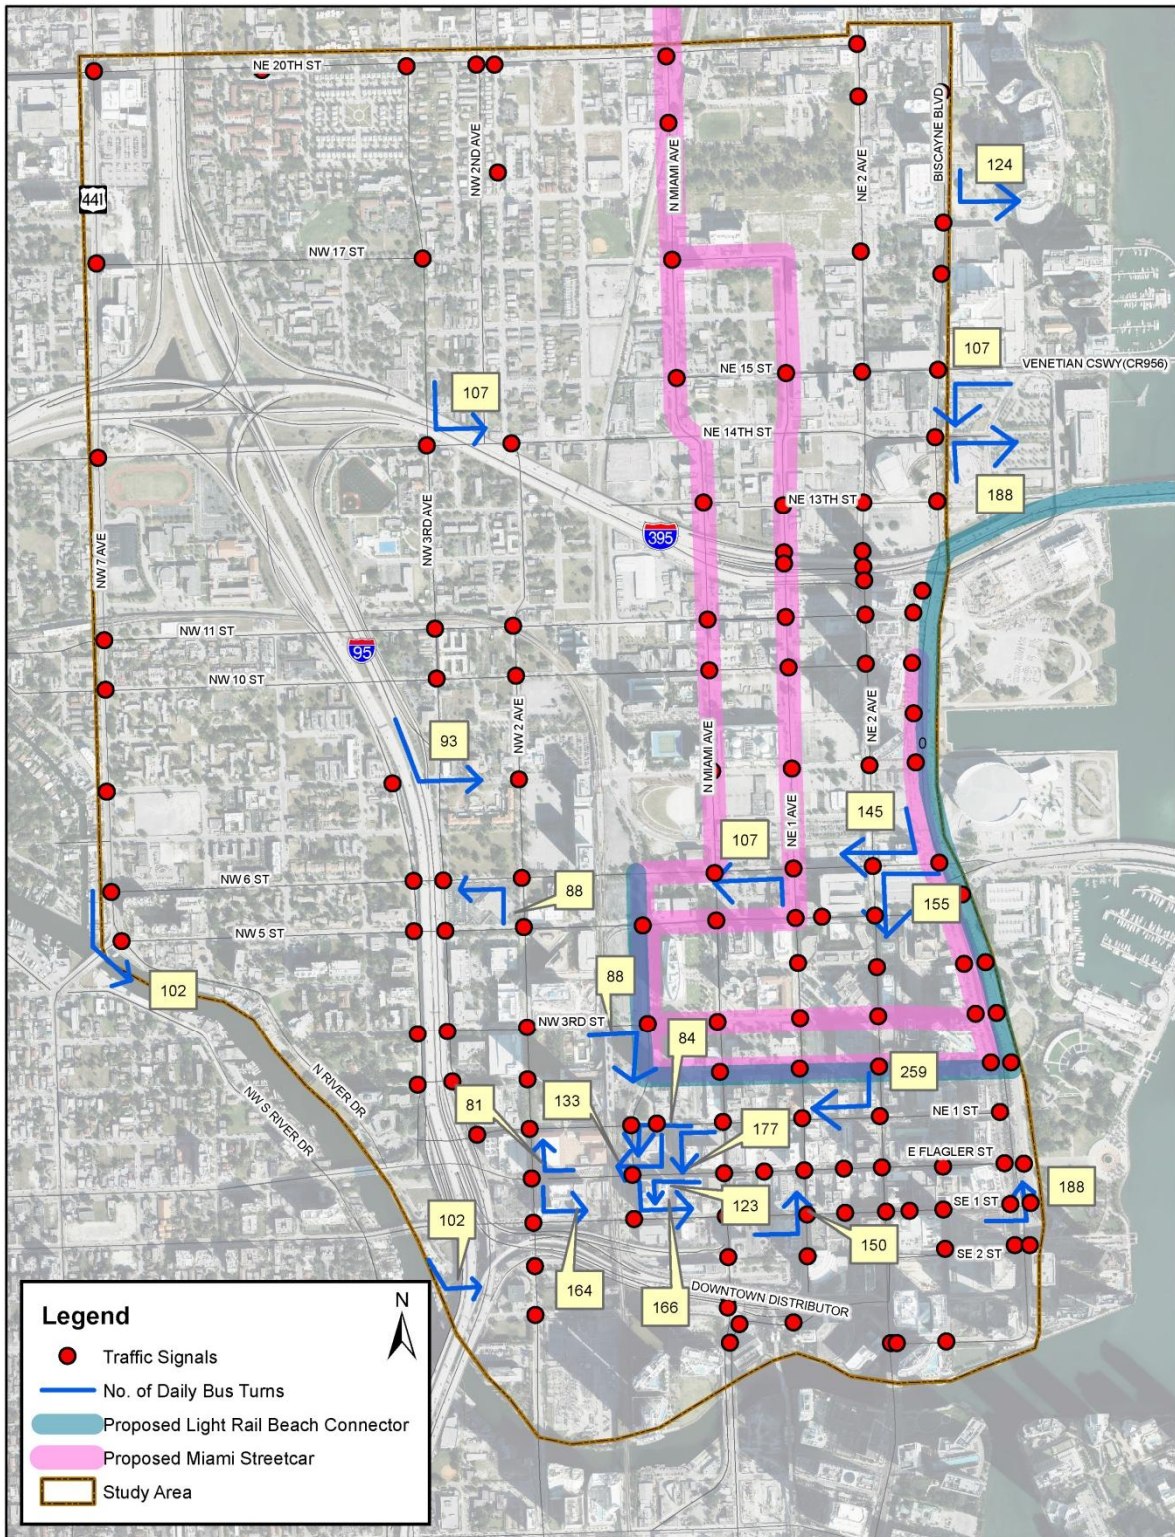 NE 20TH ST
BISCAYNE BLVD
NW 2ND AVE
N MIAMI AVE
NE 2 AVE
124
441
NW 17 ST
107
VENETIAN CSWY(CR956)
NE 15 ST
107
NE 14TH ST
188
NE 13TH ST
NW 3RD AVE
395
NW 7 AVE
NW 11 ST
95
NW 10 ST
NW 2 AVE
NE 2 AVE
93
0
N MIAMI AVE
NE 1 AVE
145
107
NW 6 ST
88
155
NW 5 ST
88
102
NW 3RD ST
84
N RIVER DR
259
133
81
NW S RIVER DR
NE 1 ST
177
E FLAGLER ST
188
SE 1 ST
123
102
150
SE 2 ST
164
166
DOWNTOWN DISTRIBUTOR
Legend
N
Traffic Signals
No. of Daily Bus Turns
Proposed Light Rail Beach Connector
Proposed Miami Streetcar
Study Area